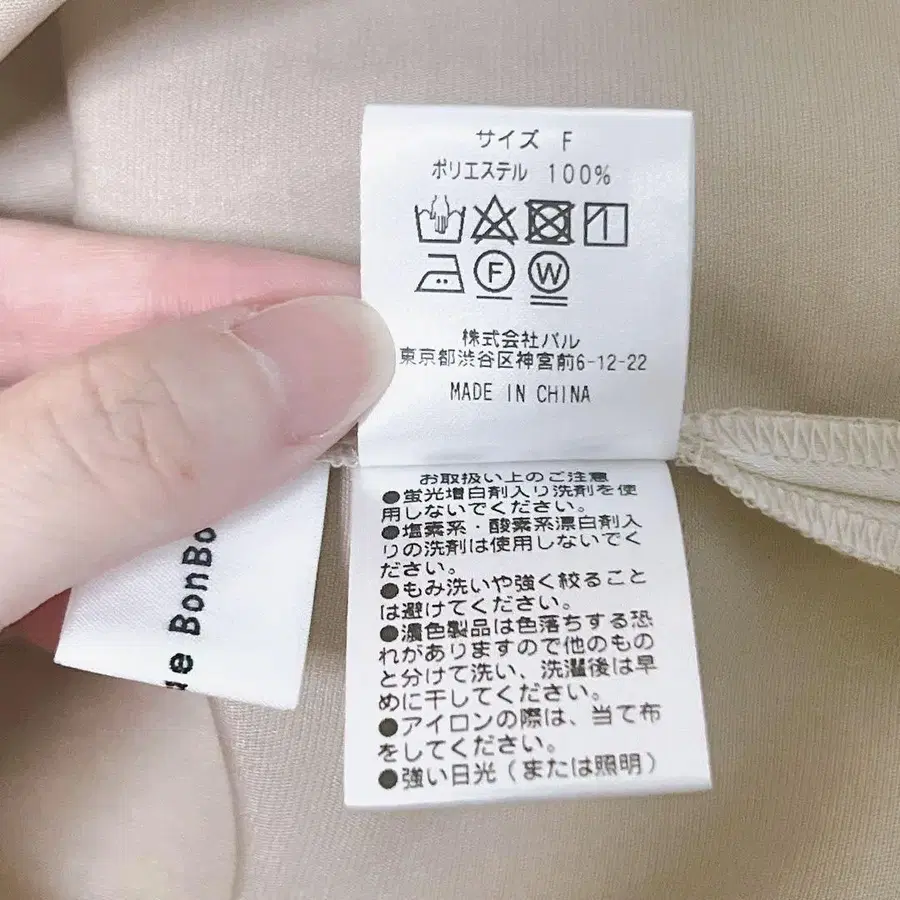 サイズ F
ポリエステル 100%
F W
株式会社パル
東京都渋谷区神宮前6-12-22
MADE IN CHINA
お取扱い上のご注意
●蛍光増白剤入り洗剤を使
用しないでください。
●塩素系・酸素系漂白剤入
りの洗剤は使用しないでく
ださい。
●もみ洗いや強く絞ること
は避けてください。
●濃色製品は色落ちする恐
れがありますので他のもの
と分けて洗い、洗濯後は早
めに干してください。
●アイロンの際は、当て布
をしてください。
●強い日光(または照明)
ue BonBo